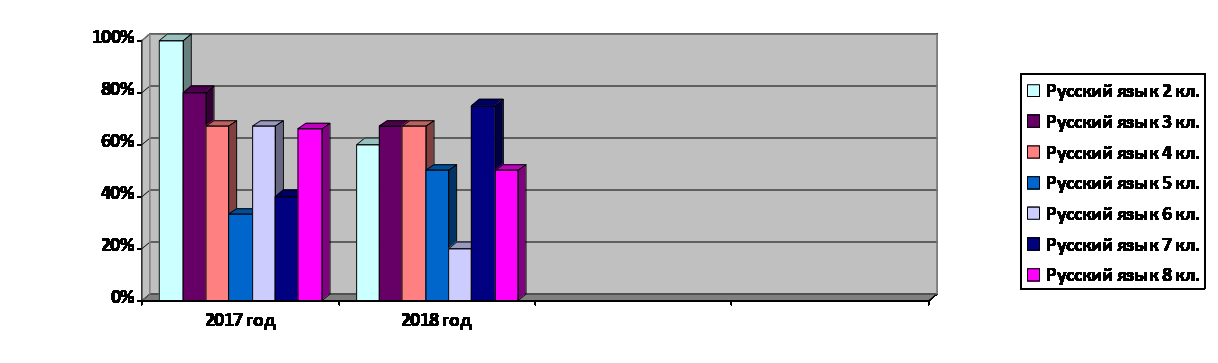 100%
80%
60%
40%
20%
0%
2017 год
2018 год
Русский язык 2 кл.
Русский язык 3 кл.
Русский язык 4 кл.
Русский язык 5 кл.
Русский язык 6 кл.
Русский язык 7 кл.
Русский язык 8 кл.